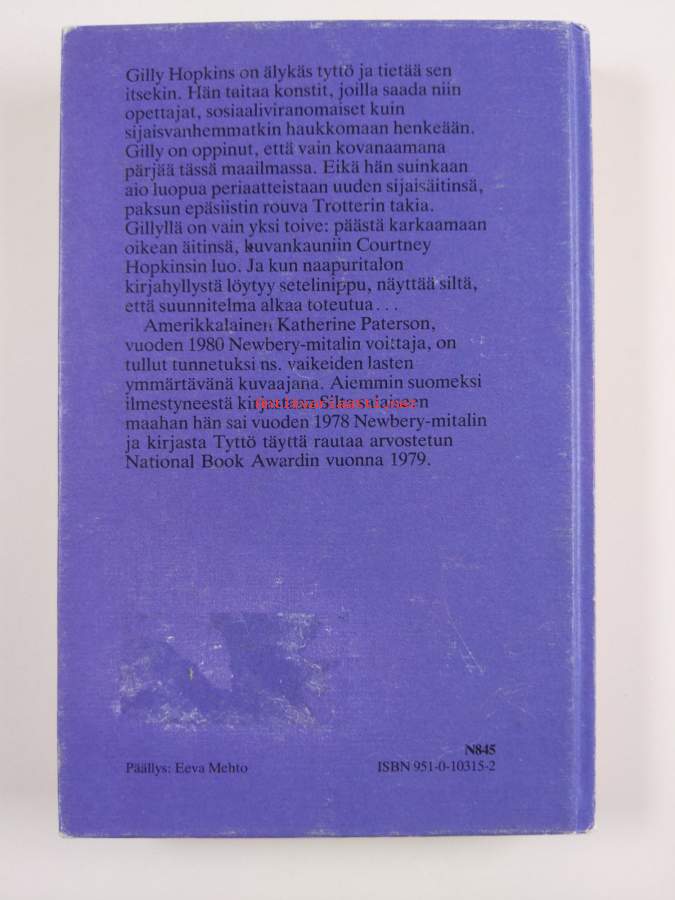 Gilly Hopkins on älykäs tyttö ja tietää sen
itsekin. Hän taitaa konstit, joilla saada niin
opettajat, sosiaaliviranomaiset kuin
sijaisvanhemmatkin haukkomaan henkeään.
Gilly on oppinut, että vain kovanaamana
pärjää tässä maailmassa. Eikä hän suinkaan
aio luopua periaatteistaan uuden sijaisäitinsä,
paksun epäsiistin rouva Trotterin takia.
Gillyllä on vain yksi toive: päästä karkaamaan
oikean äitinsä, kuvankauniin Courtney
Hopkinsin luo. Ja kun naapuritalon
kirjahyllystä löytyy setelinippu, näyttää siltä,
että suunnitelma alkaa toteutua...
Amerikkalainen Katherine Paterson,
vuoden 1980 Newbery-mitalin voittaja, on
tullut tunnetuksi ns. vaikeiden lasten
ymmärtävänä kuvaajana. Aiemmin suomeksi
ilmestyneestä kirjastaan Silta salaiseen
maahan hän sai vuoden 1978 Newbery-mitalin
ja kirjasta Tyttö täyttä rautaa arvostetun
National Book Awardin vuonna 1979.
N845
Päällys: Eeva Mehto ISBN 951-0-10315-2